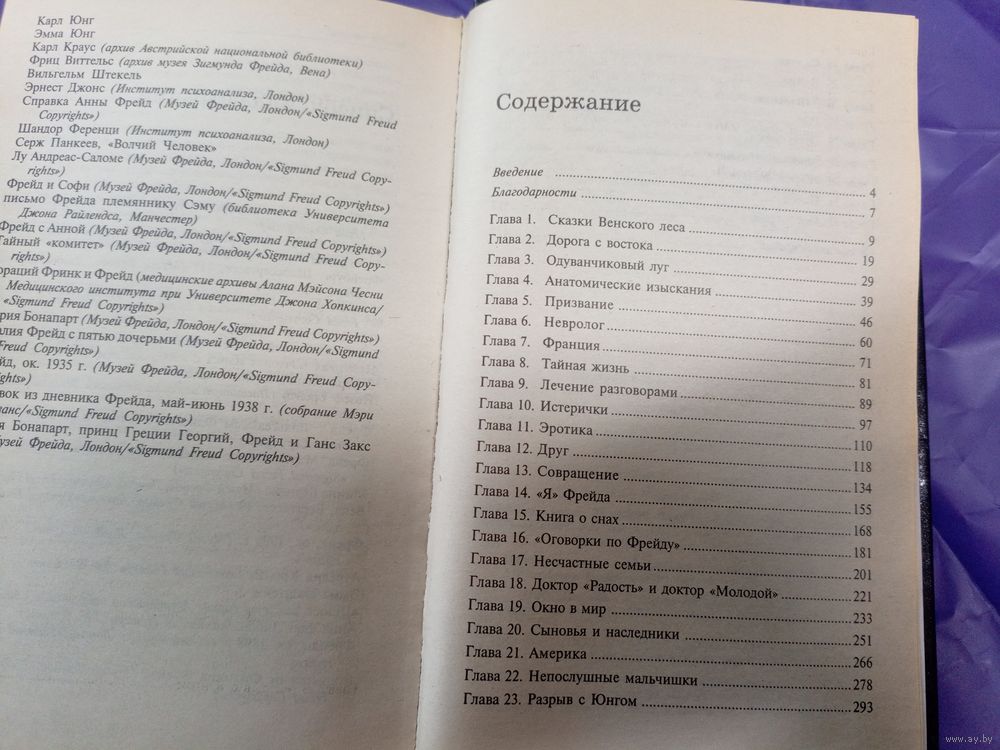 Карл Юнг
Эмма Юнг
Карл Краус (архив Австрийской национальной библиотеки)
Фриц Виттельс (архив музея Зигмунда Фрейда, Вена)
Вильгельм Штекель
Эрнест Джонс (Институт психоанализа, Лондон)
Справка Анны Фрейд (Музей Фрейда, Лондон/«Sigmund Freud
Copyrights»)
Шандор Ференци (Институт психоанализа, Лондон)
Серж Панкеев, «Волчий Человек»
Лу Андреас-Саломе (Музей Фрейда, Лондон/«Sigmund Freud Copy-
rights»)
Фрейд и Софи (Музей Фрейда, Лондон/«Sigmund Freud Copyrights»)
письмо Фрейда племяннику Сэму (библиотека Университета
Джона Райлендса, Манчестер)
Фрейд с Анной (Музей Фрейда, Лондон/«Sigmund Freud Copyrights»)
Тайный «комитет» (Музей Фрейда, Лондон/«Sigmund Freud Copy-
rights»)
ораций Фринк и Фрейд (медицинские архивы Алана Мэйсона Чесни
Медицинского института при Университете Джона Хопкинса/
«Sigmund Freud Copyrights»)
рия Бонапарт (Музей Фрейда, Лондон/«Sigmund Freud Copyrights»)
алия Фрейд с пятью дочерьми (Музей Фрейда, Лондон/«Sigmund
Freud Copyrights»)
йд, ок. 1935 г. (Музей Фрейда, Лондон/«Sigmund Freud Copy-
ghts»)
вок из дневника Фрейда, май-июнь 1938 г. (собрание Мэри
ганс/«Sigmund Freud Copyrights»)
я Бонапарт, принц Греции Георгий, Фрейд и Ганс Закс
узей Фрейда, Лондон/«Sigmund Freud Copyrights»)
Содержание
Введение 4
Благодарности 7
Глава 1. Сказки Венского леса 9
Глава 2. Дорога с востока 19
Глава 3. Одуванчиковый луг 29
Глава 4. Анатомические изыскания 39
Глава 5. Призвание 46
Глава 6. Невролог 60
Глава 7. Франция 71
Глава 8. Тайная жизнь 81
Глава 9. Лечение разговорами 89
Глава 10. Истерички 97
Глава 11. Эротика 110
Глава 12. Друг 118
Глава 13. Совращение 134
Глава 14. «Я» Фрейда 155
Глава 15. Книга о снах 168
Глава 16. «Оговорки по Фрейду» 181
Глава 17. Несчастные семьи 201
Глава 18. Доктор «Радость» и доктор «Молодой» 221
Глава 19. Окно в мир 233
Глава 20. Сыновья и наследники 251
Глава 21. Америка 266
Глава 22. Непослушные мальчишки 278
Глава 23. Разрыв с Юнгом 293
www.ay.by